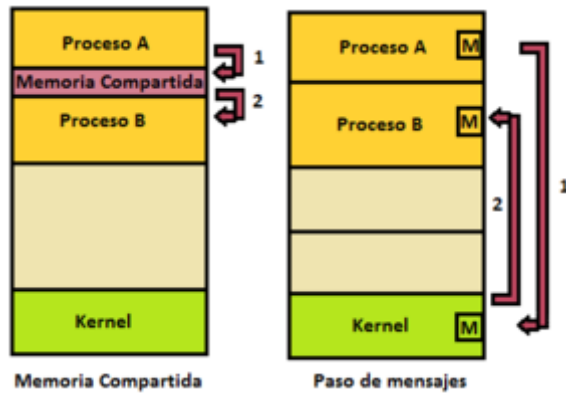 Proceso A
1
Memoria Compartida
2
Proceso B
Kernel
Memoria Compartida
Proceso A M
Proceso B M
1
2
Kernel M
Paso de mensajes